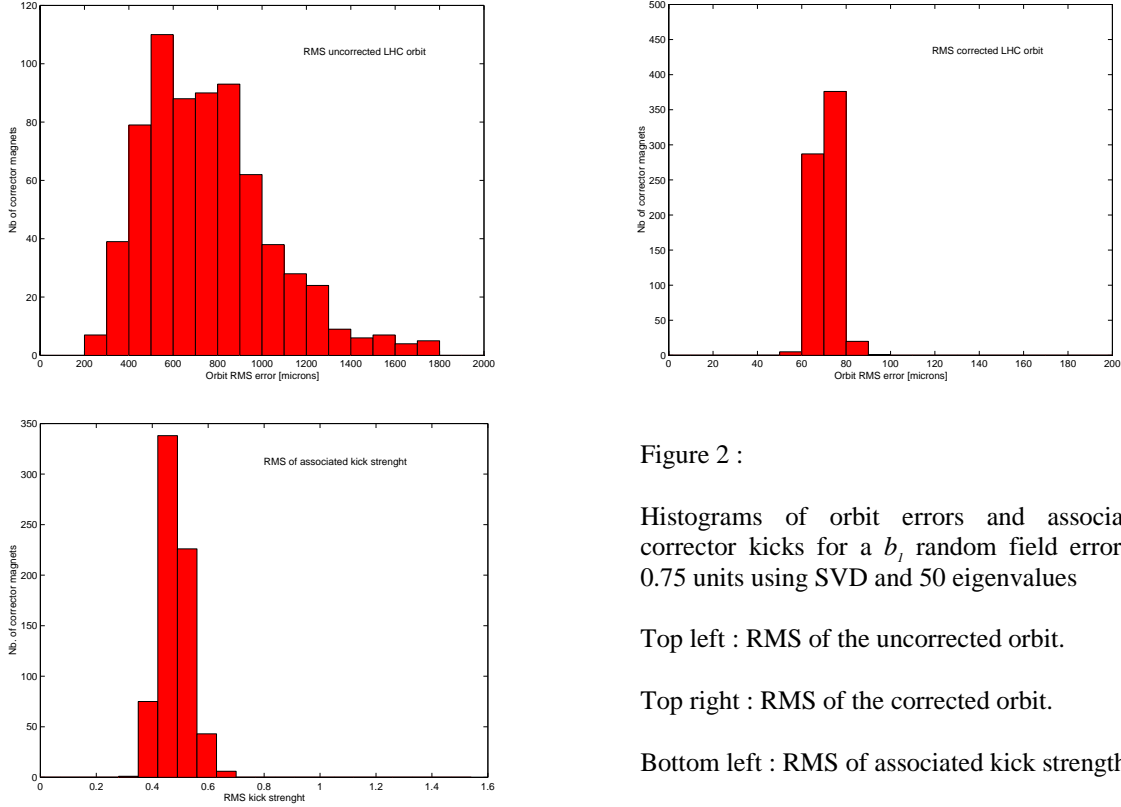 120
100
80
60
40
20
0
RMS uncorrected LHC orbit
Nb of corrector magnets
0 200 400 600 800 1000 1200 1400 1600 1800 2000
Orbit RMS error [microns]
500
450
400
350
300
250
200
150
100
50
0
RMS corrected LHC orbit
Nb of corrector magnets
0 20 40 60 80 100 120 140 160 180 200
Orbit RMS error [microns]
350
300
250
200
150
100
50
0
RMS of associated kick strenght
Nb. of corrector magnets
0 0.2 0.4 0.6 0.8 1 1.2 1.4 1.6
RMS kick strenght
Figure 2 :
Histograms of orbit errors and associa
corrector kicks for a b1 random field error
0.75 units using SVD and 50 eigenvalues
Top left : RMS of the uncorrected orbit.
Top right : RMS of the corrected orbit.
Bottom left : RMS of associated kick strength